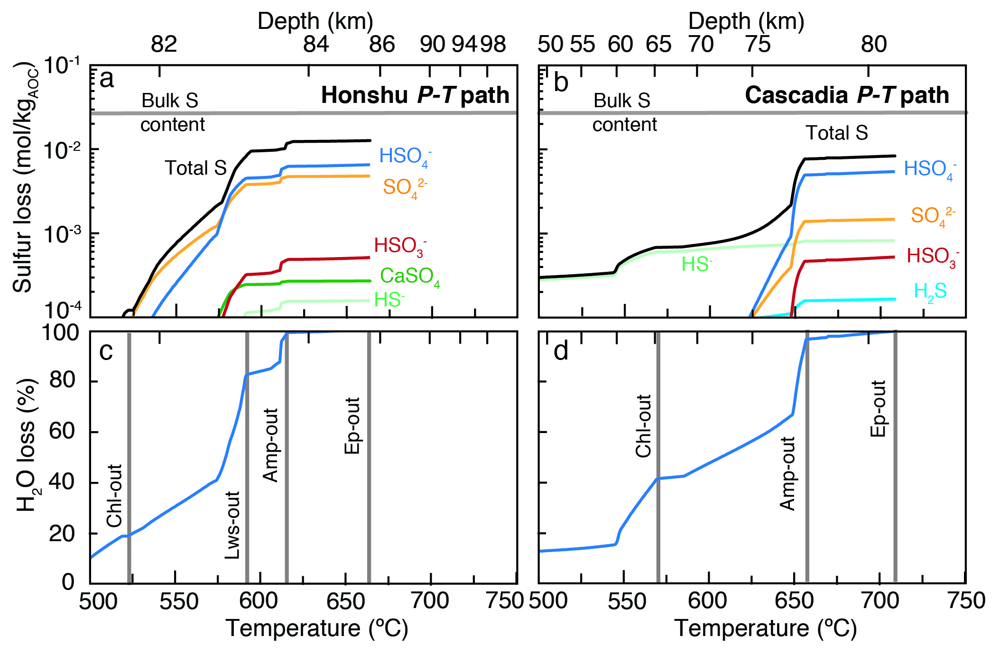 Depth (km)
82 84 86 90 94 98
Depth (km)
50 55 60 65 70 75 80
Sulfur loss (mol/kgAOC)
10-1
10-2
10-3
10-4
a
Honshu P-T path
Bulk S
content
Total S
HSO4-
SO42-
HSO3-
CaSO4
HS-
b
Cascadia P-T path
Bulk S
content
Total S
HSO4-
SO42-
HS-
HSO3-
H2S
H2O loss (%)
100
80
60
40
20
0
c
Chl-out
Lws-out
Amp-out
Ep-out
d
Chl-out
Amp-out
Ep-out
500 550 600 650 700 750
Temperature (ºC)
500 550 600 650 700 750
Temperature (ºC)